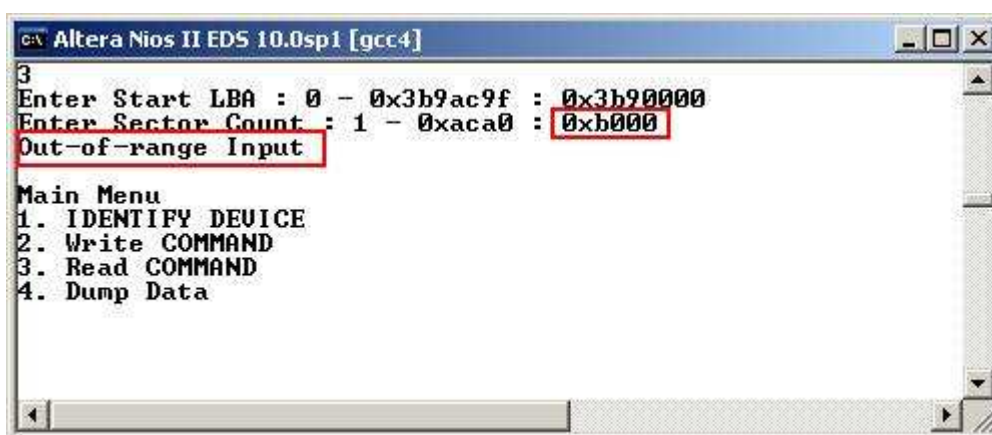 Altera Nios II EDS 10.0sp1 [gcc4]
3
Enter Start LBA : 0 - 0x3b9ac9f : 0x3b90000
Enter Sector Count : 1 - 0xaca0 : 0xb000
Out-of-range Input
Main Menu
1. IDENTIFY DEVICE
2. Write COMMAND
3. Read COMMAND
4. Dump Data